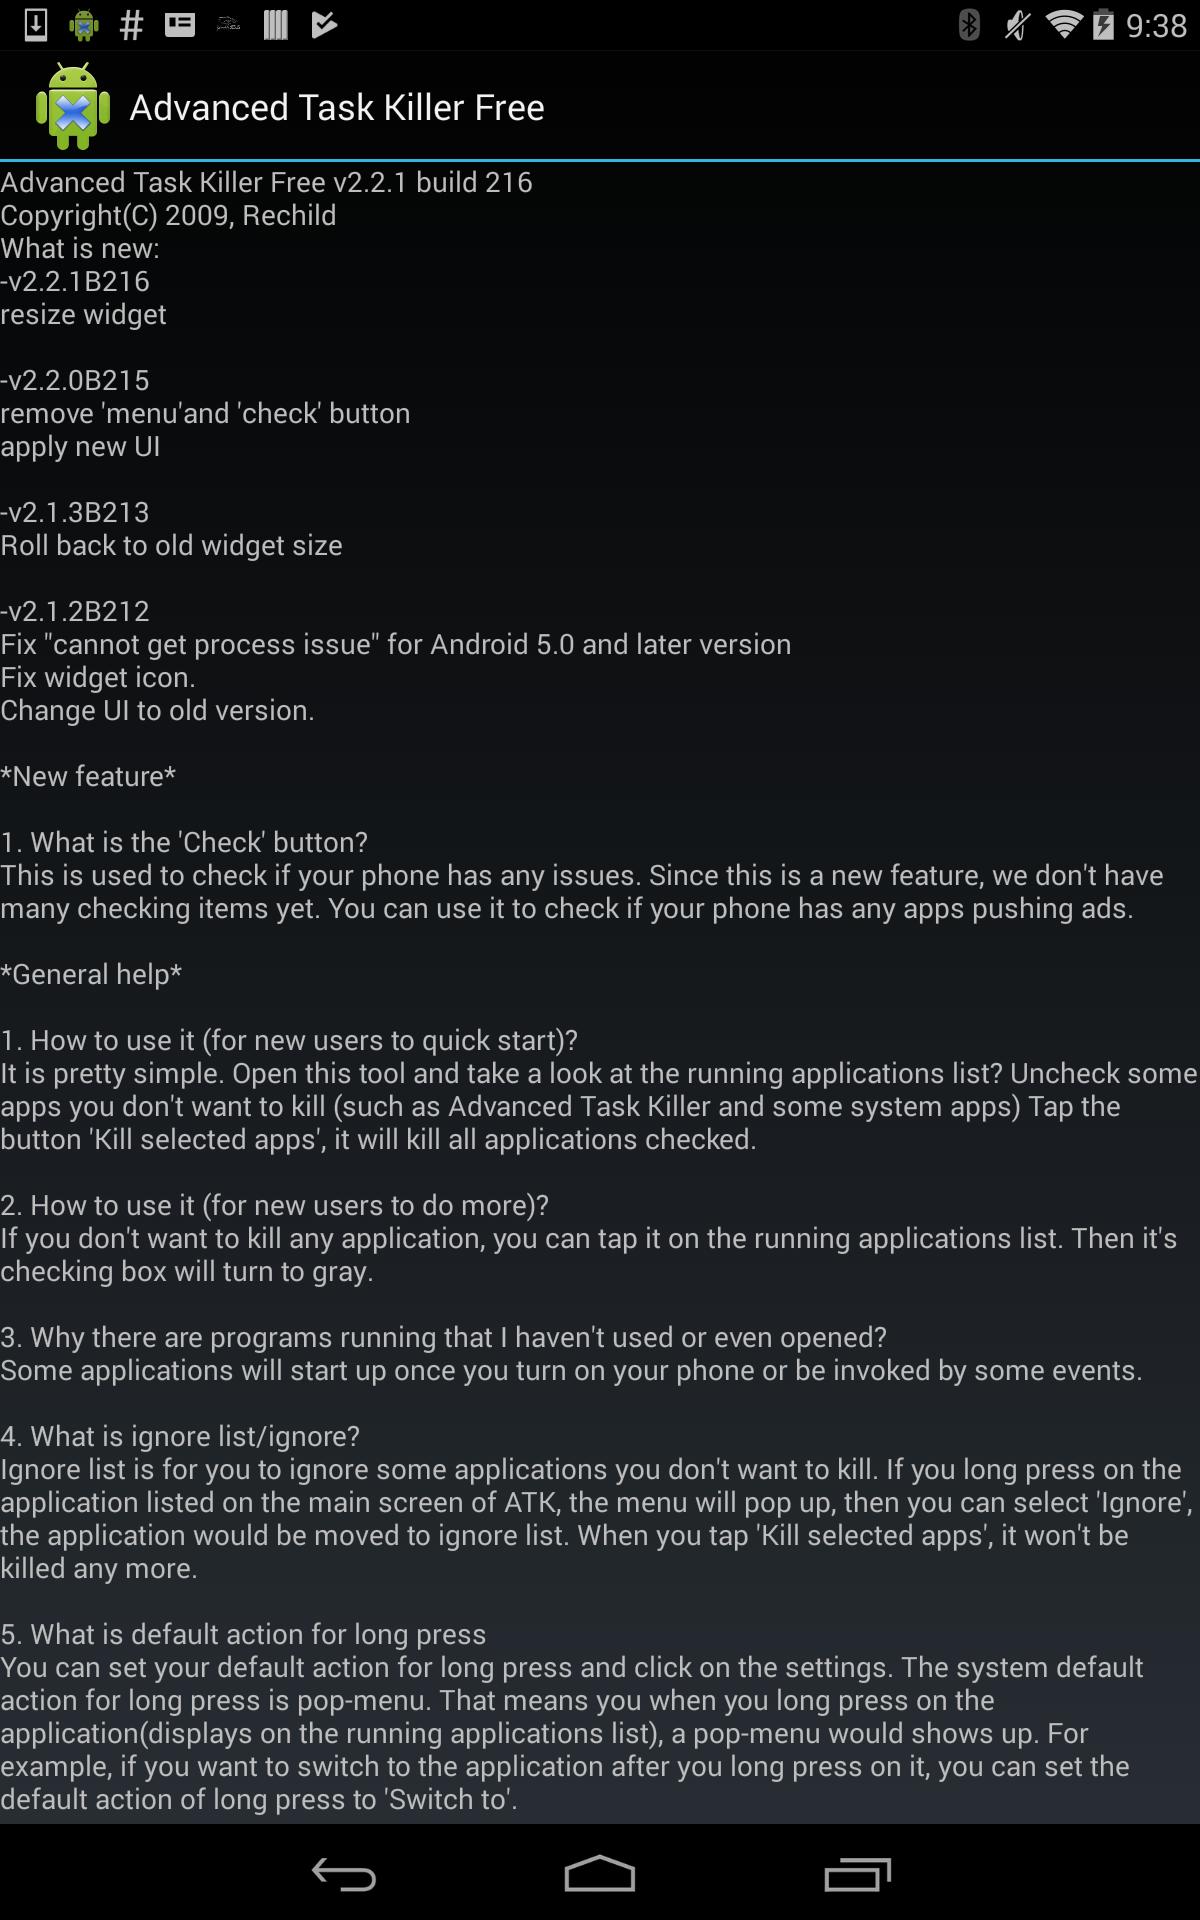 9:38
Advanced Task Killer Free
Advanced Task Killer Free v2.2.1 build 216
Copyright(C) 2009, Rechild
What is new:
-v2.2.1B216
resize widget
-v2.2.0B215
remove 'menu'and 'check' button
apply new UI
-v2.1.3B213
Roll back to old widget size
-v2.1.2B212
Fix "cannot get process issue" for Android 5.0 and later version
Fix widget icon.
Change UI to old version.
*New feature*
1. What is the 'Check' button?
This is used to check if your phone has any issues. Since this is a new feature, we don't have
many checking items yet. You can use it to check if your phone has any apps pushing ads.
*General help*
1. How to use it (for new users to quick start)?
It is pretty simple. Open this tool and take a look at the running applications list? Uncheck some
apps you don't want to kill (such as Advanced Task Killer and some system apps) Tap the
button 'Kill selected apps', it will kill all applications checked.
2. How to use it (for new users to do more)?
If you don't want to kill any application, you can tap it on the running applications list. Then it's
checking box will turn to gray.
3. Why there are programs running that I haven't used or even opened?
Some applications will start up once you turn on your phone or be invoked by some events.
4. What is ignore list/ignore?
Ignore list is for you to ignore some applications you don't want to kill. If you long press on the
application listed on the main screen of ATK, the menu will pop up, then you can select 'Ignore',
the application would be moved to ignore list. When you tap 'Kill selected apps', it won't be
killed any more.
5. What is default action for long press
You can set your default action for long press and click on the settings. The system default
action for long press is pop-menu. That means you when you long press on the
application(displays on the running applications list), a pop-menu would shows up. For
example, if you want to switch to the application after you long press on it, you can set the
default action of long press to 'Switch to'.